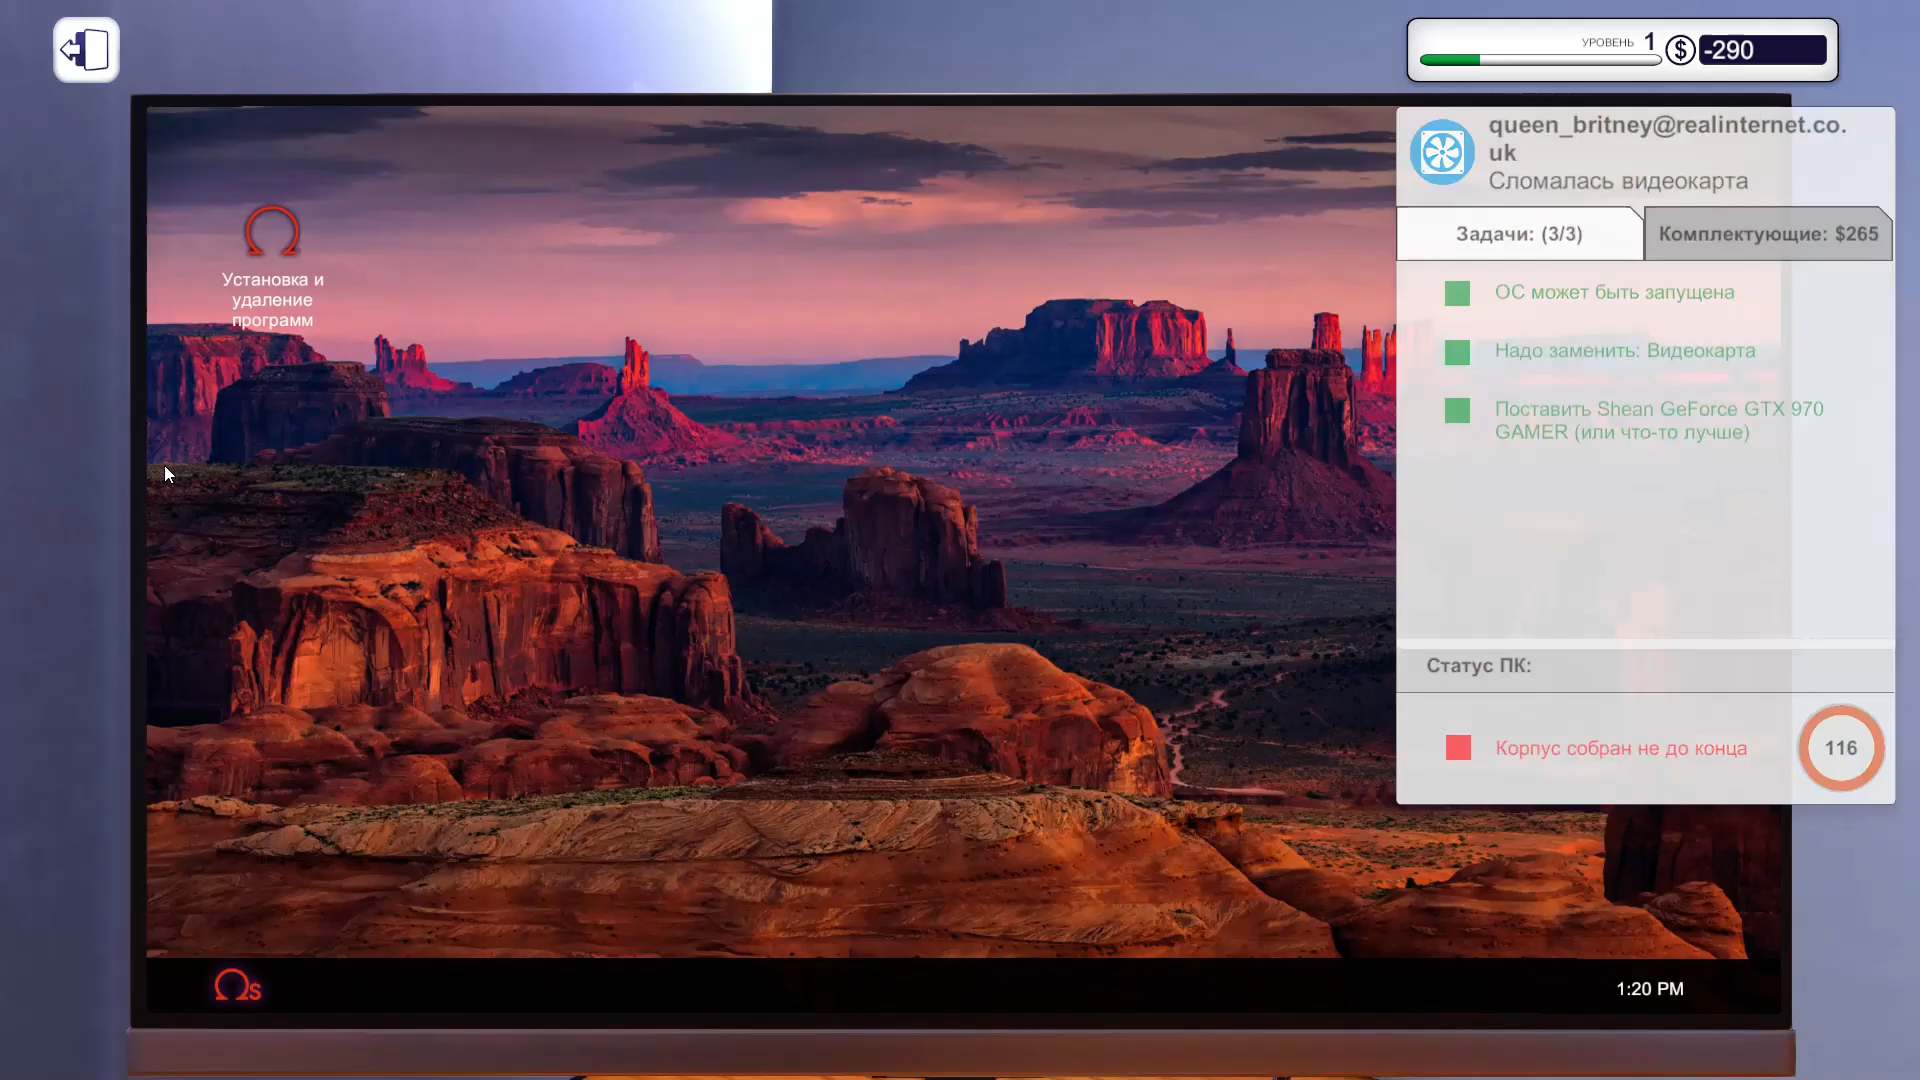 УРОВЕНЬ 1
$ -290
queen_britney@realinternet.co.
uk
Сломалась видеокарта
Задачи: (3/3)
Комплектующие: $265
Установка и
удаление
программ
ОС может быть запущена
Надо заменить: Видеокарта
Поставить Shean GeForce GTX 970
GAMER (или что-то лучше)
Статус ПК:
Корпус собран не до конца
116
Ωs
1:20 PM